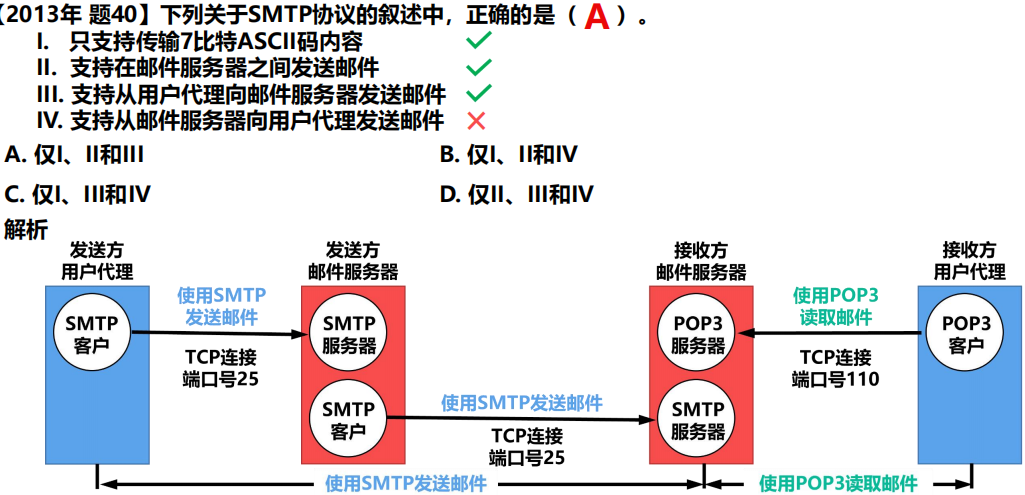 【2013年 题40】下列关于SMTP协议的叙述中，正确的是（ A ）。
I. 只支持传输7比特ASCII码内容
II. 支持在邮件服务器之间发送邮件
III. 支持从用户代理向邮件服务器发送邮件
IV. 支持从邮件服务器向用户代理发送邮件
A. 仅I、II和III
B. 仅I、II和IV
C. 仅I、III和IV
D. 仅II、III和IV
解析
发送方
用户代理
发送方
邮件服务器
接收方
邮件服务器
接收方
用户代理
SMTP
客户
使用SMTP
发送邮件
TCP连接
端口号25
SMTP
服务器
POP3
服务器
使用POP3
读取邮件
TCP连接
端口号110
POP3
客户
SMTP
客户
使用SMTP发送邮件
TCP连接
端口号25
SMTP
服务器
使用SMTP发送邮件
使用POP3读取邮件